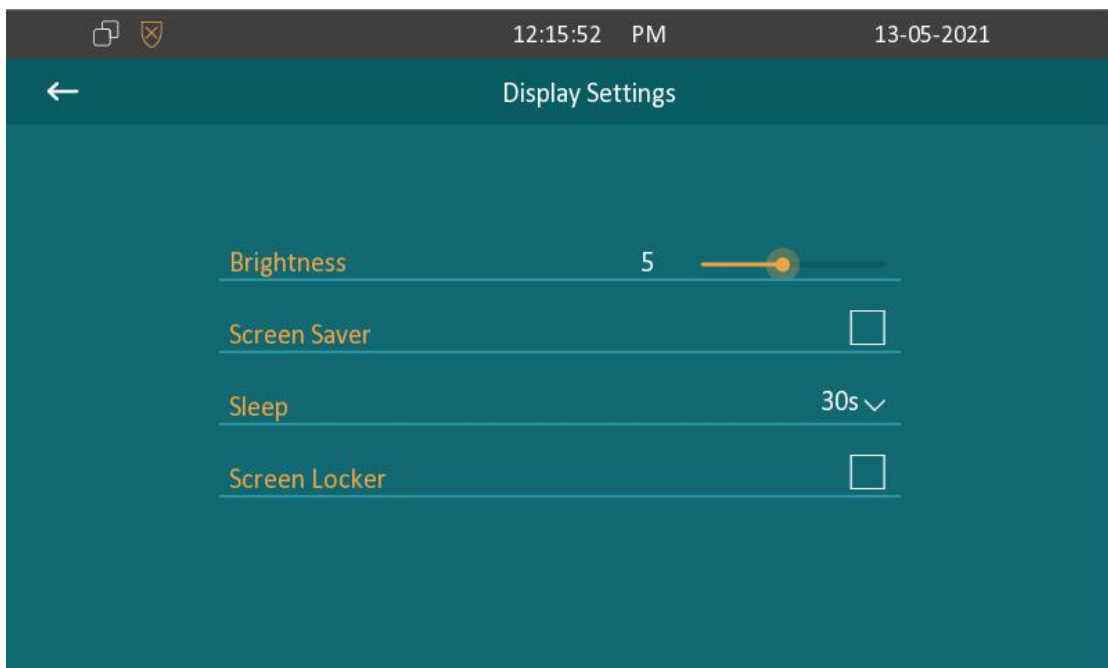 12:15:52 PM 13-05-2021
Display Settings
Brightness 5
Screen Saver
Sleep 30s
Screen Locker